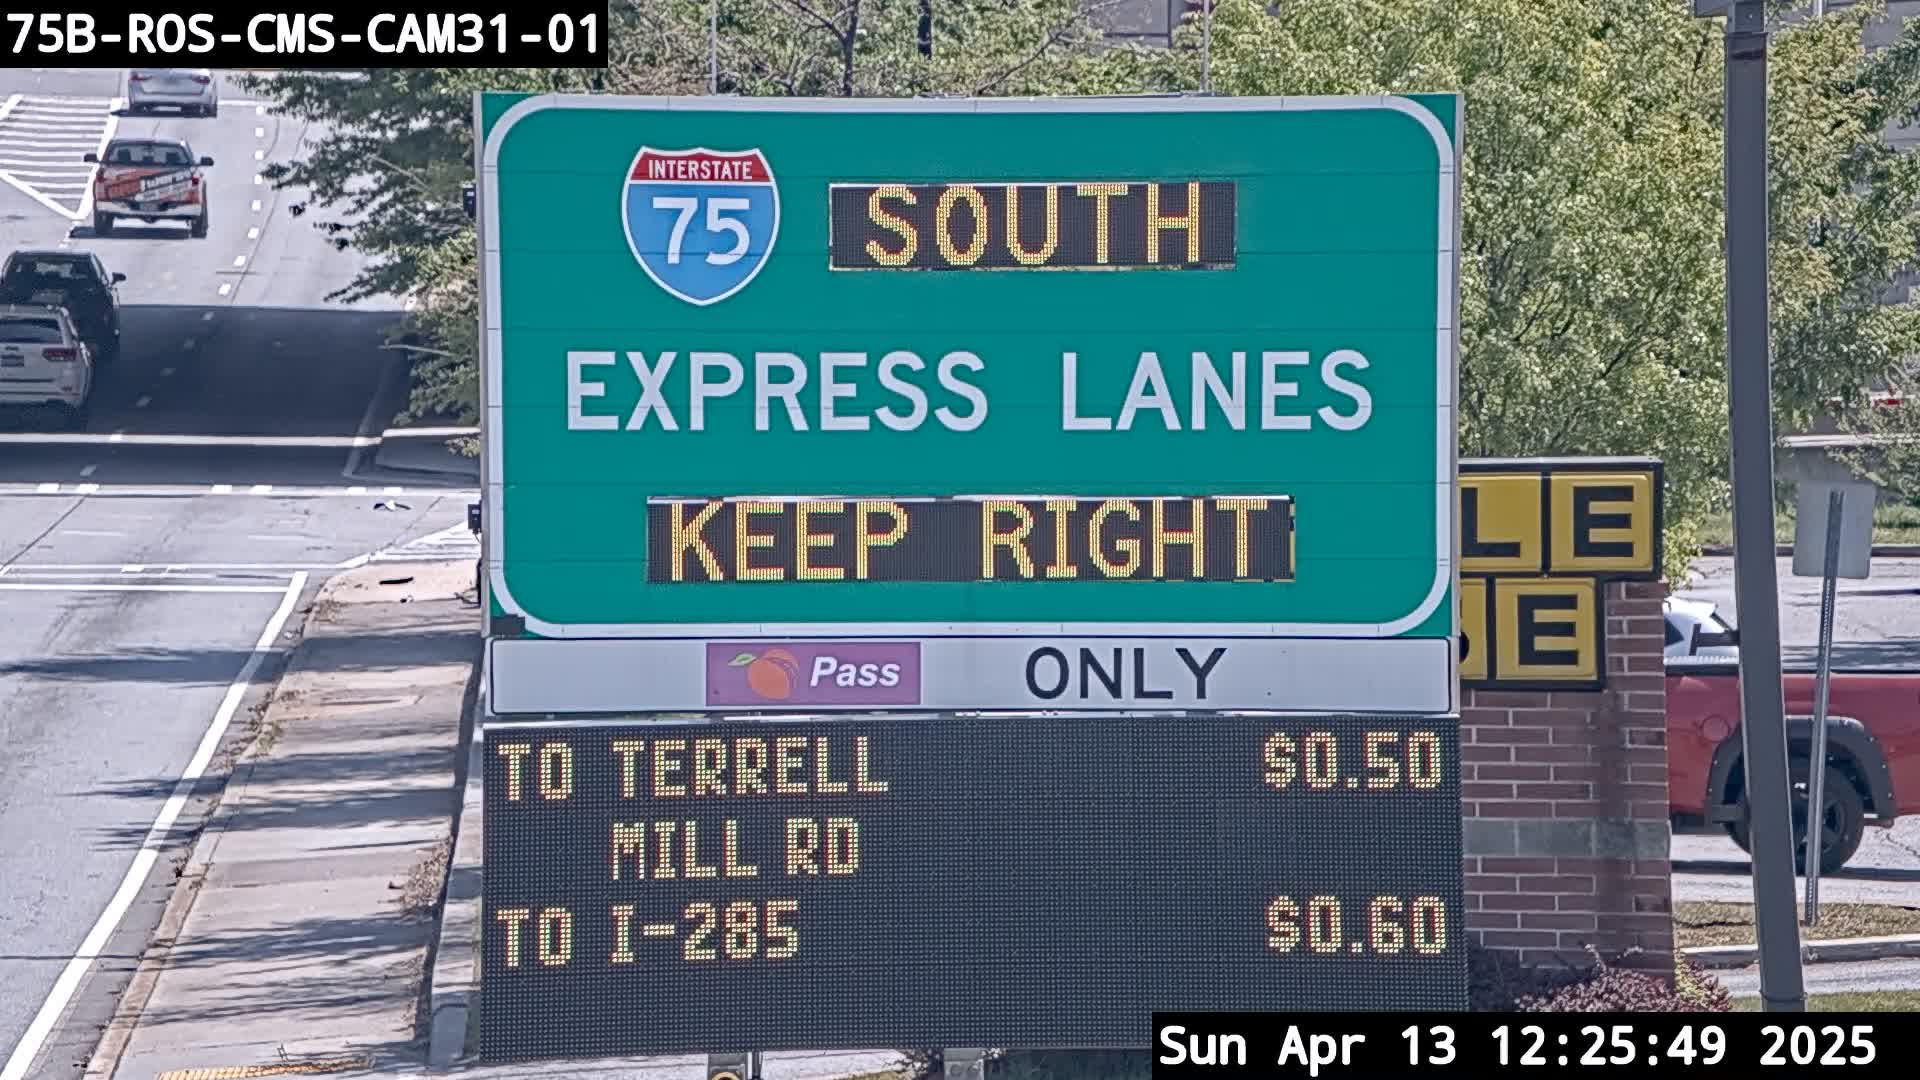 75B-ROS-CMS-CAM31-01
INTERSTATE
75
SOUTH
EXPRESS LANES
KEEP RIGHT
Pass ONLY
TO TERRELL $0.50
MILL RD
TO I-285 $0.60
LE
E
Sun Apr 13 12:25:49 2025